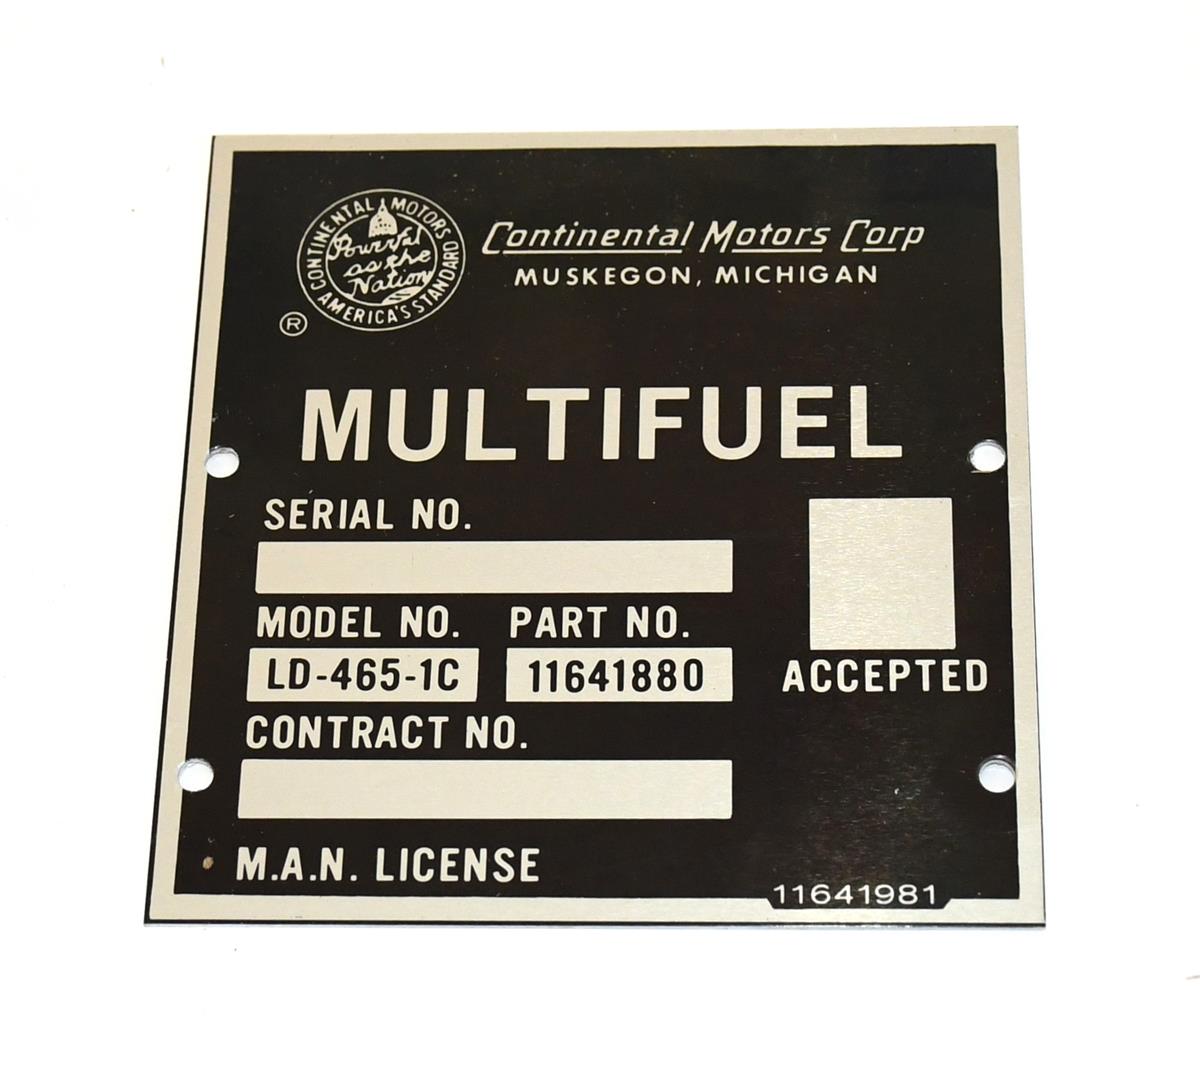 CONTINENTAL MOTORS
Powerful
as the
Nation
AMERICA'S STANDARD
®
Continental Motors Corp
MUSKEGON, MICHIGAN
MULTIFUEL
SERIAL NO.
MODEL NO. PART NO.
LD-465-1C 11641880
ACCEPTED
CONTRACT NO.
M.A.N. LICENSE
11641981